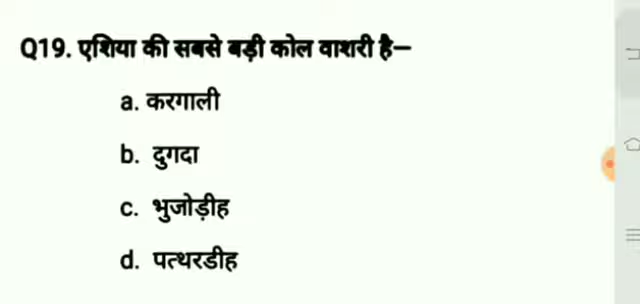 Q19. एशिया की सबसे बड़ी कोल वाशरी है–
a. करगाली
b. दुगदा
c. भुजोड़ीह
d. पत्थरडीह